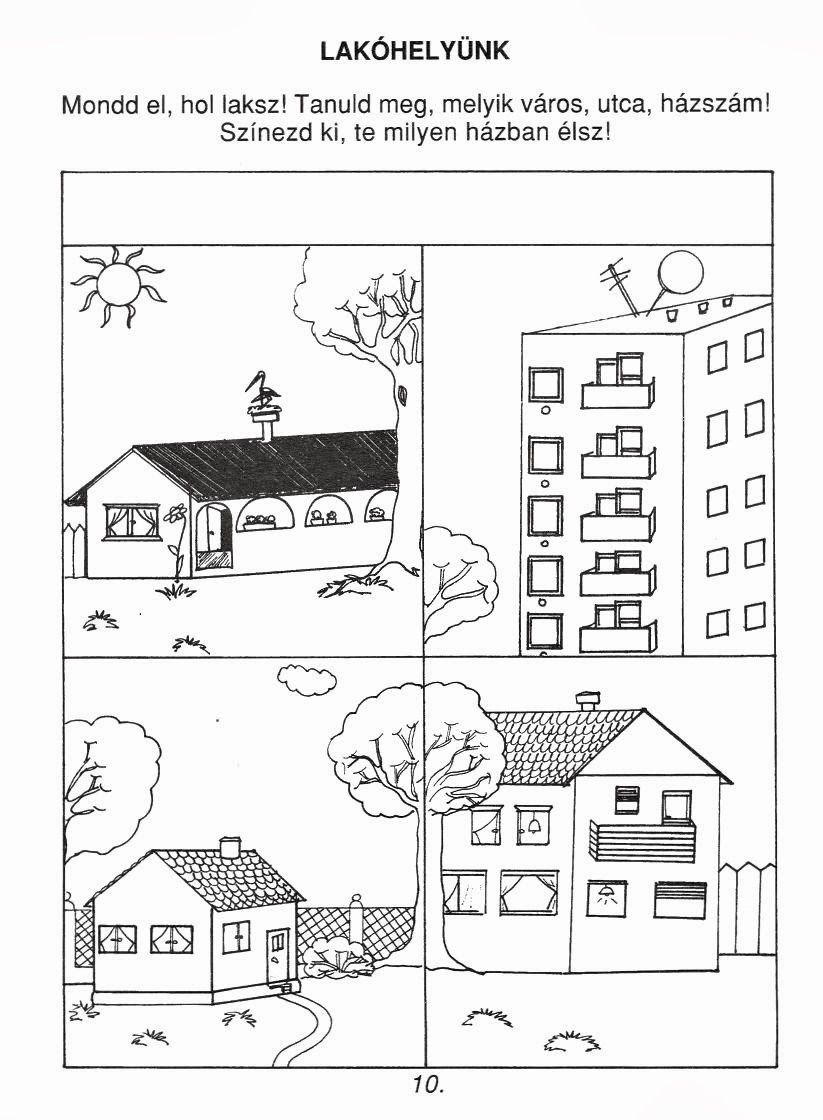 LAKÓHELYÜNK
Mondd el, hol laksz! Tanuld meg, melyik város, utca, házszám!
Színezd ki, te milyen házban élsz!
10.